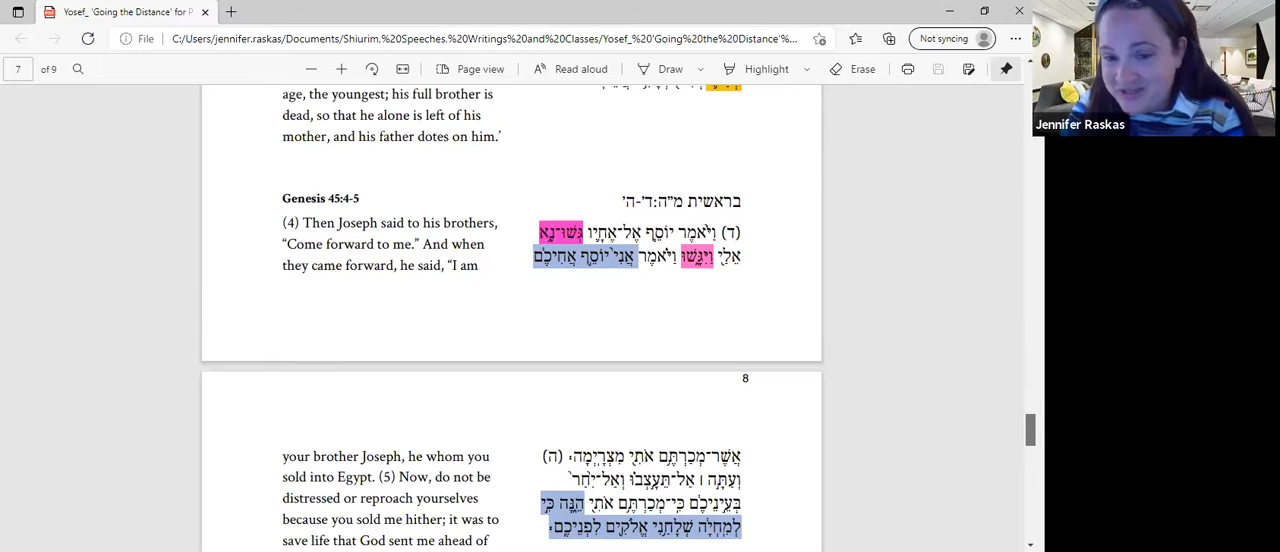 Yosef_ 'Going the Distance' for P
File
C:/Users/jennifer.raskas/Documents/Shiurim.%20Speeches.%20Writings%20and%20Classes/Yosef_%20'Going%20the%20Distance'%...
Not syncing
7 of 9
Page view
Read aloud
Draw
Highlight
Erase
Jennifer Raskas
age, the youngest; his full brother is
dead, so that he alone is left of his
mother, and his father dotes on him.’
Genesis 45:4-5
בראשית מ״ה:ד׳-ה׳
(4) Then Joseph said to his brothers,
“Come forward to me.” And when
they came forward, he said, “I am
(ד) וַיֹּ֨אמֶר יוֹסֵ֧ף אֶל־אֶחָ֛יו גְּשׁוּ־נָ֥א
אֵלַ֖י וַיִּגָּ֑שׁוּ וַיֹּ֗אמֶר אֲנִי֙ יוֹסֵ֣ף אֲחִיכֶ֔ם
8
your brother Joseph, he whom you
sold into Egypt. (5) Now, do not be
distressed or reproach yourselves
because you sold me hither; it was to
save life that God sent me ahead of
אֲשֶׁר־מְכַרְתֶּ֥ם אֹתִ֖י מִצְרָֽיְמָה׃ (ה)
וְעַתָּ֣ה ׀ אַל־תֵּעָ֣צְב֗וּ וְאַל־יִ֙חַר֙
בְּעֵ֣ינֵיכֶ֔ם כִּֽי־מְכַרְתֶּ֥ם אֹתִ֖י הֵ֑נָּה כִּ֣י
לְמִֽחְיָ֔ה שְׁלָחַ֥נִי אֱלֹקִ֖ים לִפְנֵיכֶֽם׃